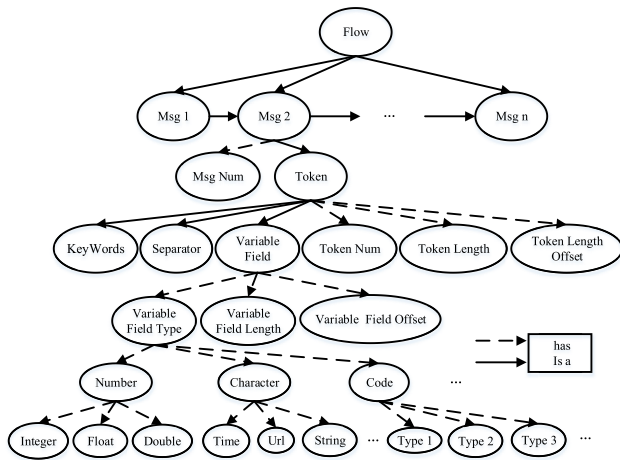 Flow
Msg 1
Msg 2
...
Msg n
Msg Num
Token
KeyWords
Separator
Variable
Field
Token Num
Token Length
Token Length
Offset
Variable
Field Type
Variable
Field Length
Variable Field Offset
has
Is a
Number
Character
Code
...
Integer
Float
Double
Time
Url
String
...
Type 1
Type 2
Type 3
...